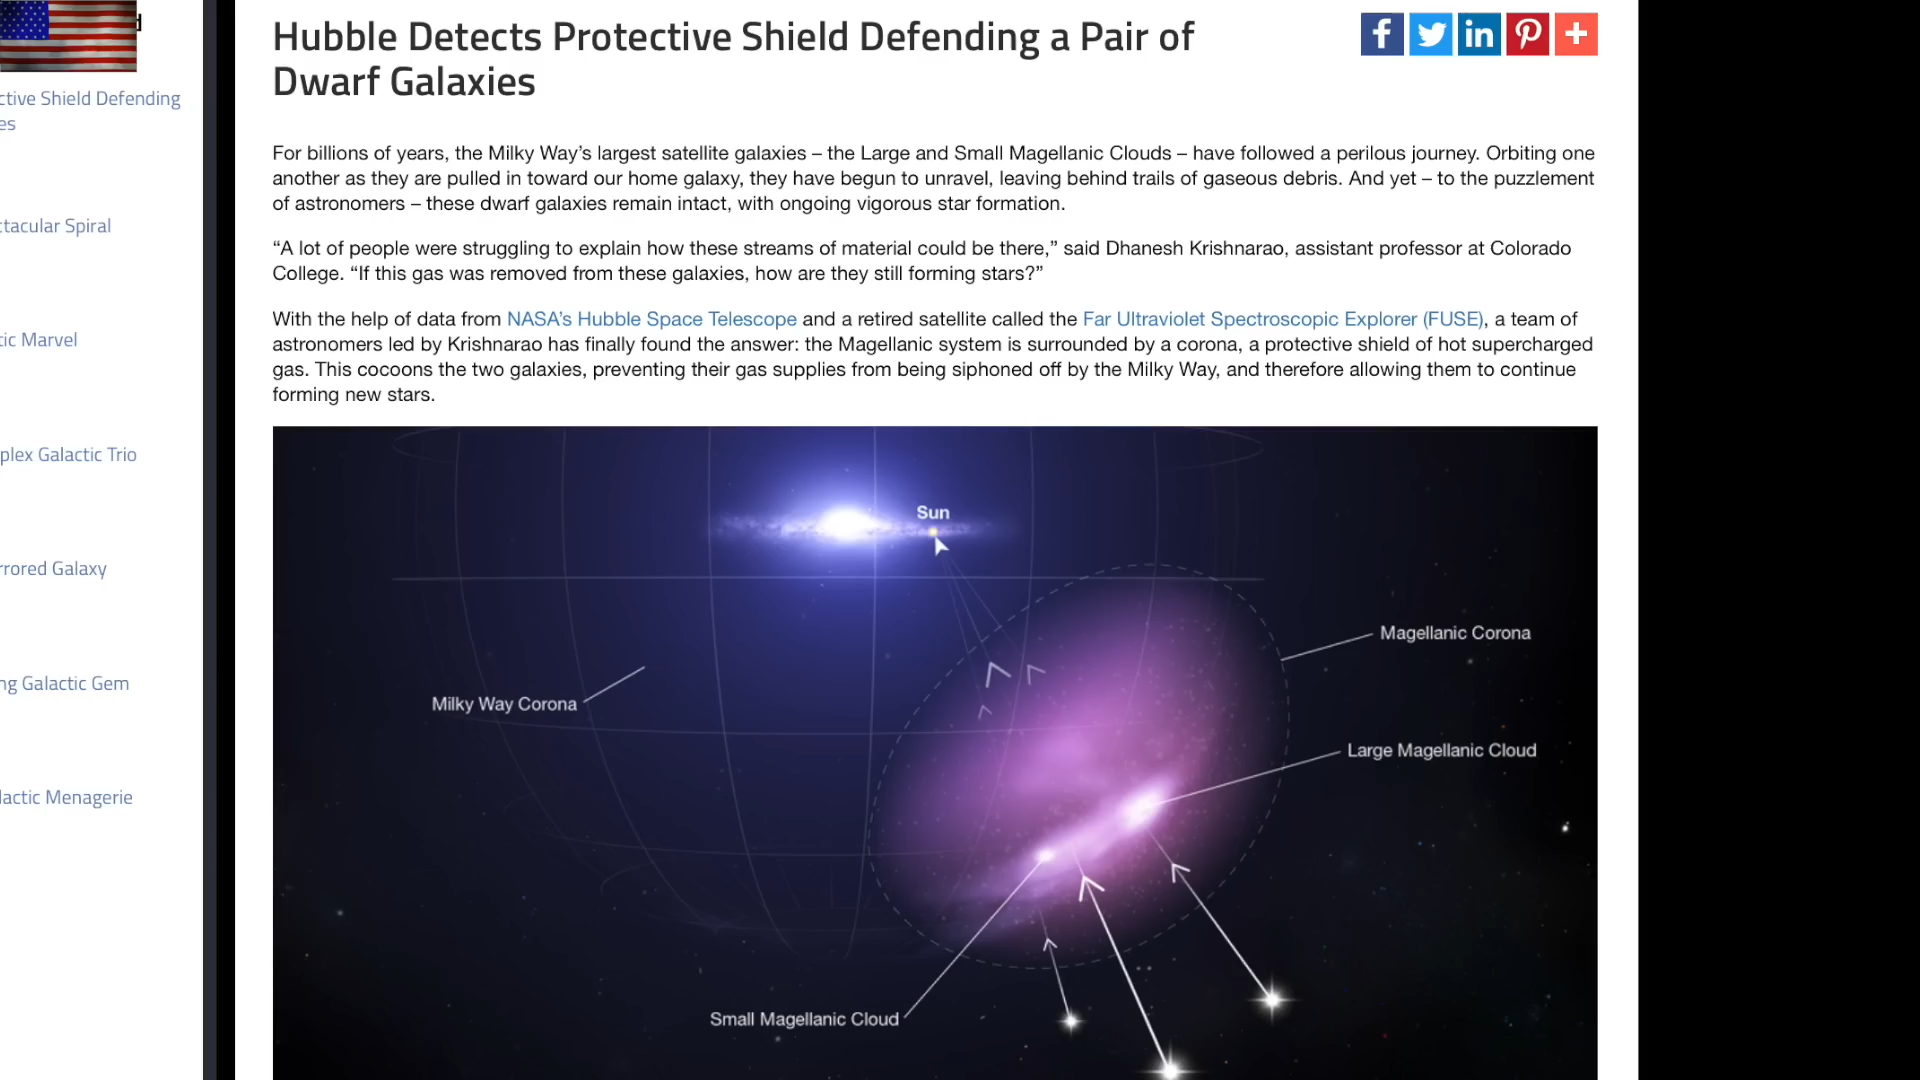 Hubble Detects Protective Shield Defending a Pair of
Dwarf Galaxies
ctive Shield Defending
es
ctacular Spiral
tic Marvel
plex Galactic Trio
rrored Galaxy
ng Galactic Gem
lactic Menagerie
For billions of years, the Milky Way’s largest satellite galaxies – the Large and Small Magellanic Clouds – have followed a perilous journey. Orbiting one
another as they are pulled in toward our home galaxy, they have begun to unravel, leaving behind trails of gaseous debris. And yet – to the puzzlement
of astronomers – these dwarf galaxies remain intact, with ongoing vigorous star formation.
“A lot of people were struggling to explain how these streams of material could be there,” said Dhanesh Krishnarao, assistant professor at Colorado
College. “If this gas was removed from these galaxies, how are they still forming stars?”
With the help of data from NASA’s Hubble Space Telescope and a retired satellite called the Far Ultraviolet Spectroscopic Explorer (FUSE), a team of
astronomers led by Krishnarao has finally found the answer: the Magellanic system is surrounded by a corona, a protective shield of hot supercharged
gas. This cocoons the two galaxies, preventing their gas supplies from being siphoned off by the Milky Way, and therefore allowing them to continue
forming new stars.
Sun
Magellanic Corona
Milky Way Corona
Large Magellanic Cloud
Small Magellanic Cloud